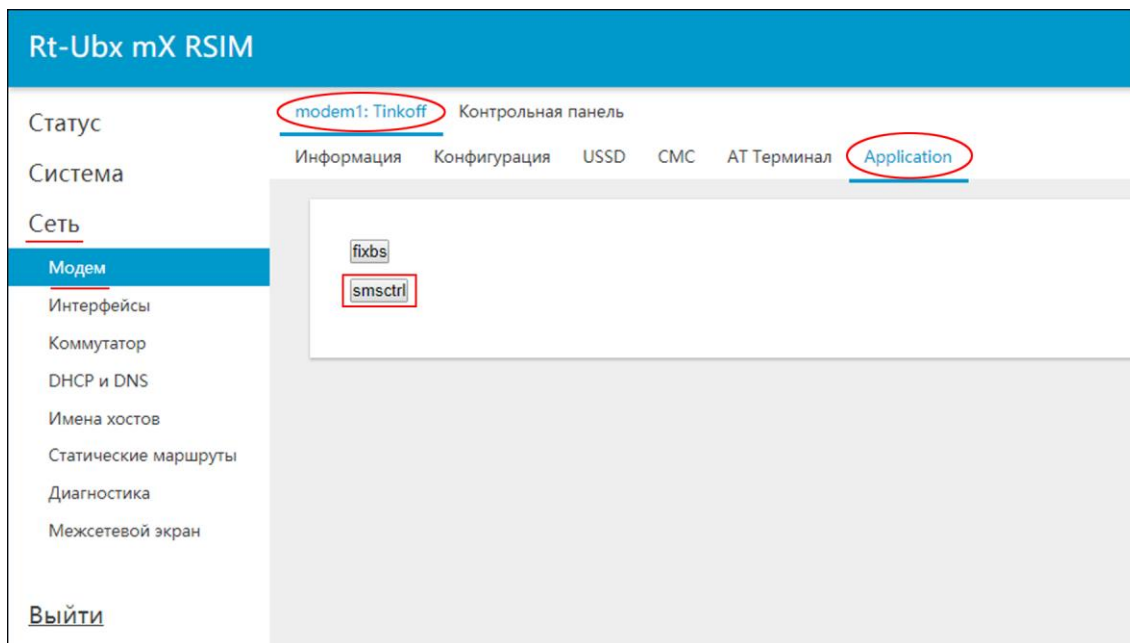 Rt-Ubx mX RSIM
Статус
Система
Сеть
Модем
Интерфейсы
Коммутатор
DHCP и DNS
Имена хостов
Статические маршруты
Диагностика
Межсетевой экран
Выйти
modem1: Tinkoff Контрольная панель
Информация Конфигурация USSD СМС АТ Терминал Application
fixbs
smsctrl